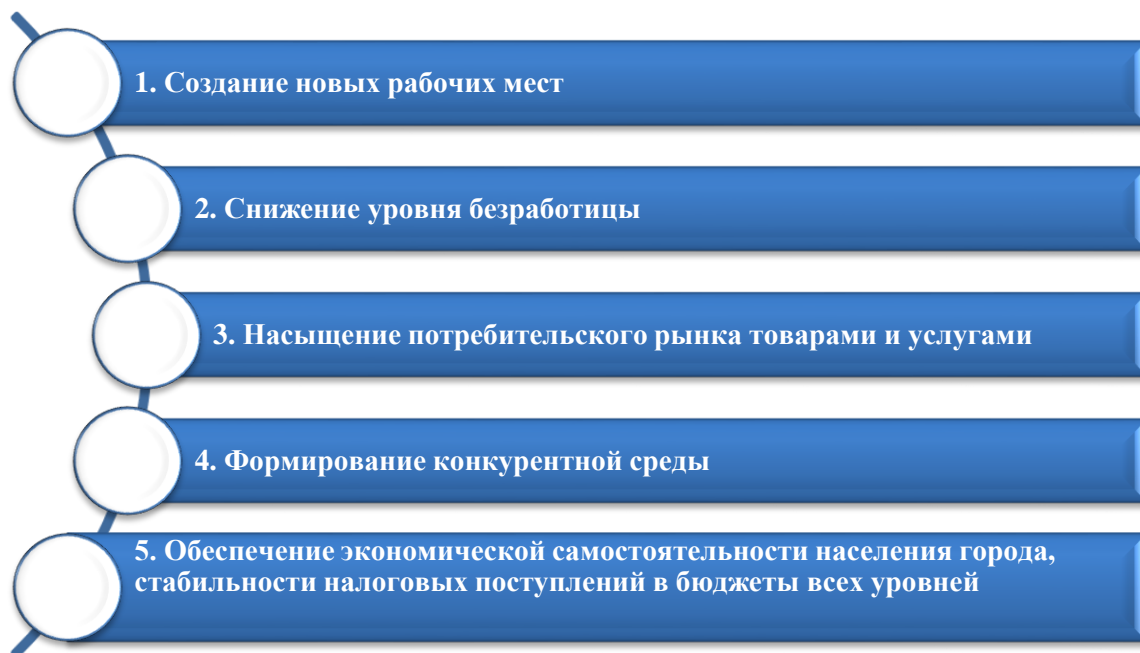 1. Создание новых рабочих мест
2. Снижение уровня безработицы
3. Насыщение потребительского рынка товарами и услугами
4. Формирование конкурентной среды
5. Обеспечение экономической самостоятельности населения города,
стабильности налоговых поступлений в бюджеты всех уровней